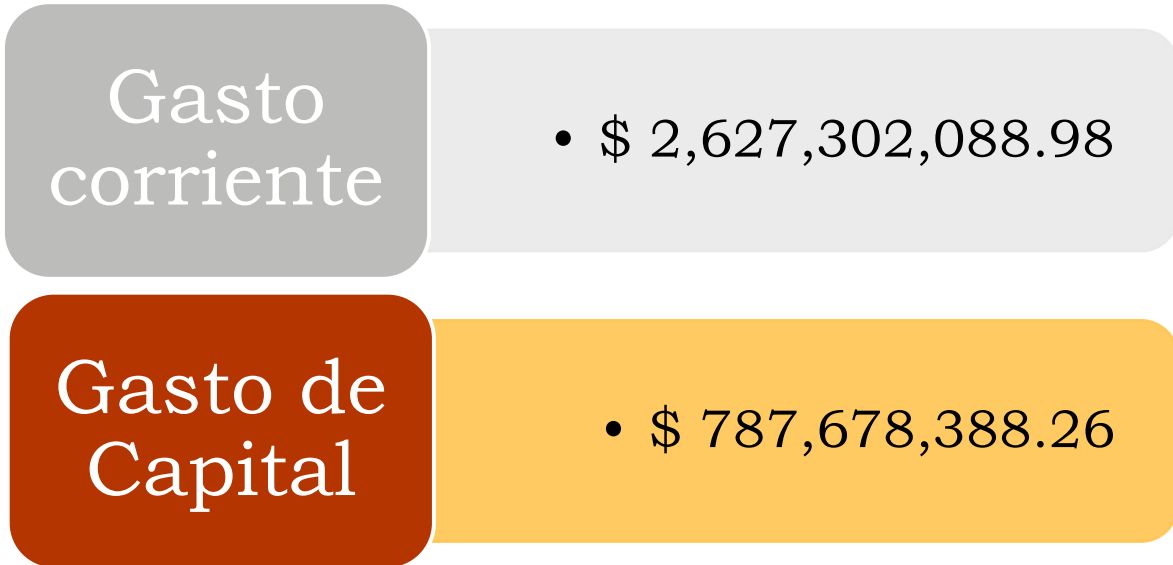 Gasto
corriente
• $ 2,627,302,088.98
Gasto de
Capital
• $ 787,678,388.26